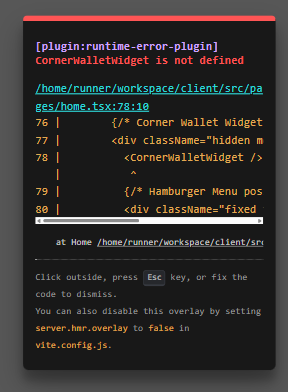 [plugin:runtime-error-plugin]
CornerWalletWidget is not defined
/home/runner/workspace/client/src/pa
ges/home.tsx:78:10
76 |        {/* Corner Wallet Widget
77 |        <div className="hidden m
78 |          <CornerWalletWidget />
   |           ^
79 |          {/* Hamburger Menu pos
80 |          <div className="fixed
at Home /home/runner/workspace/client/src
Click outside, press Esc key, or fix the
code to dismiss.
You can also disable this overlay by setting
server.hmr.overlay to false in
vite.config.js.